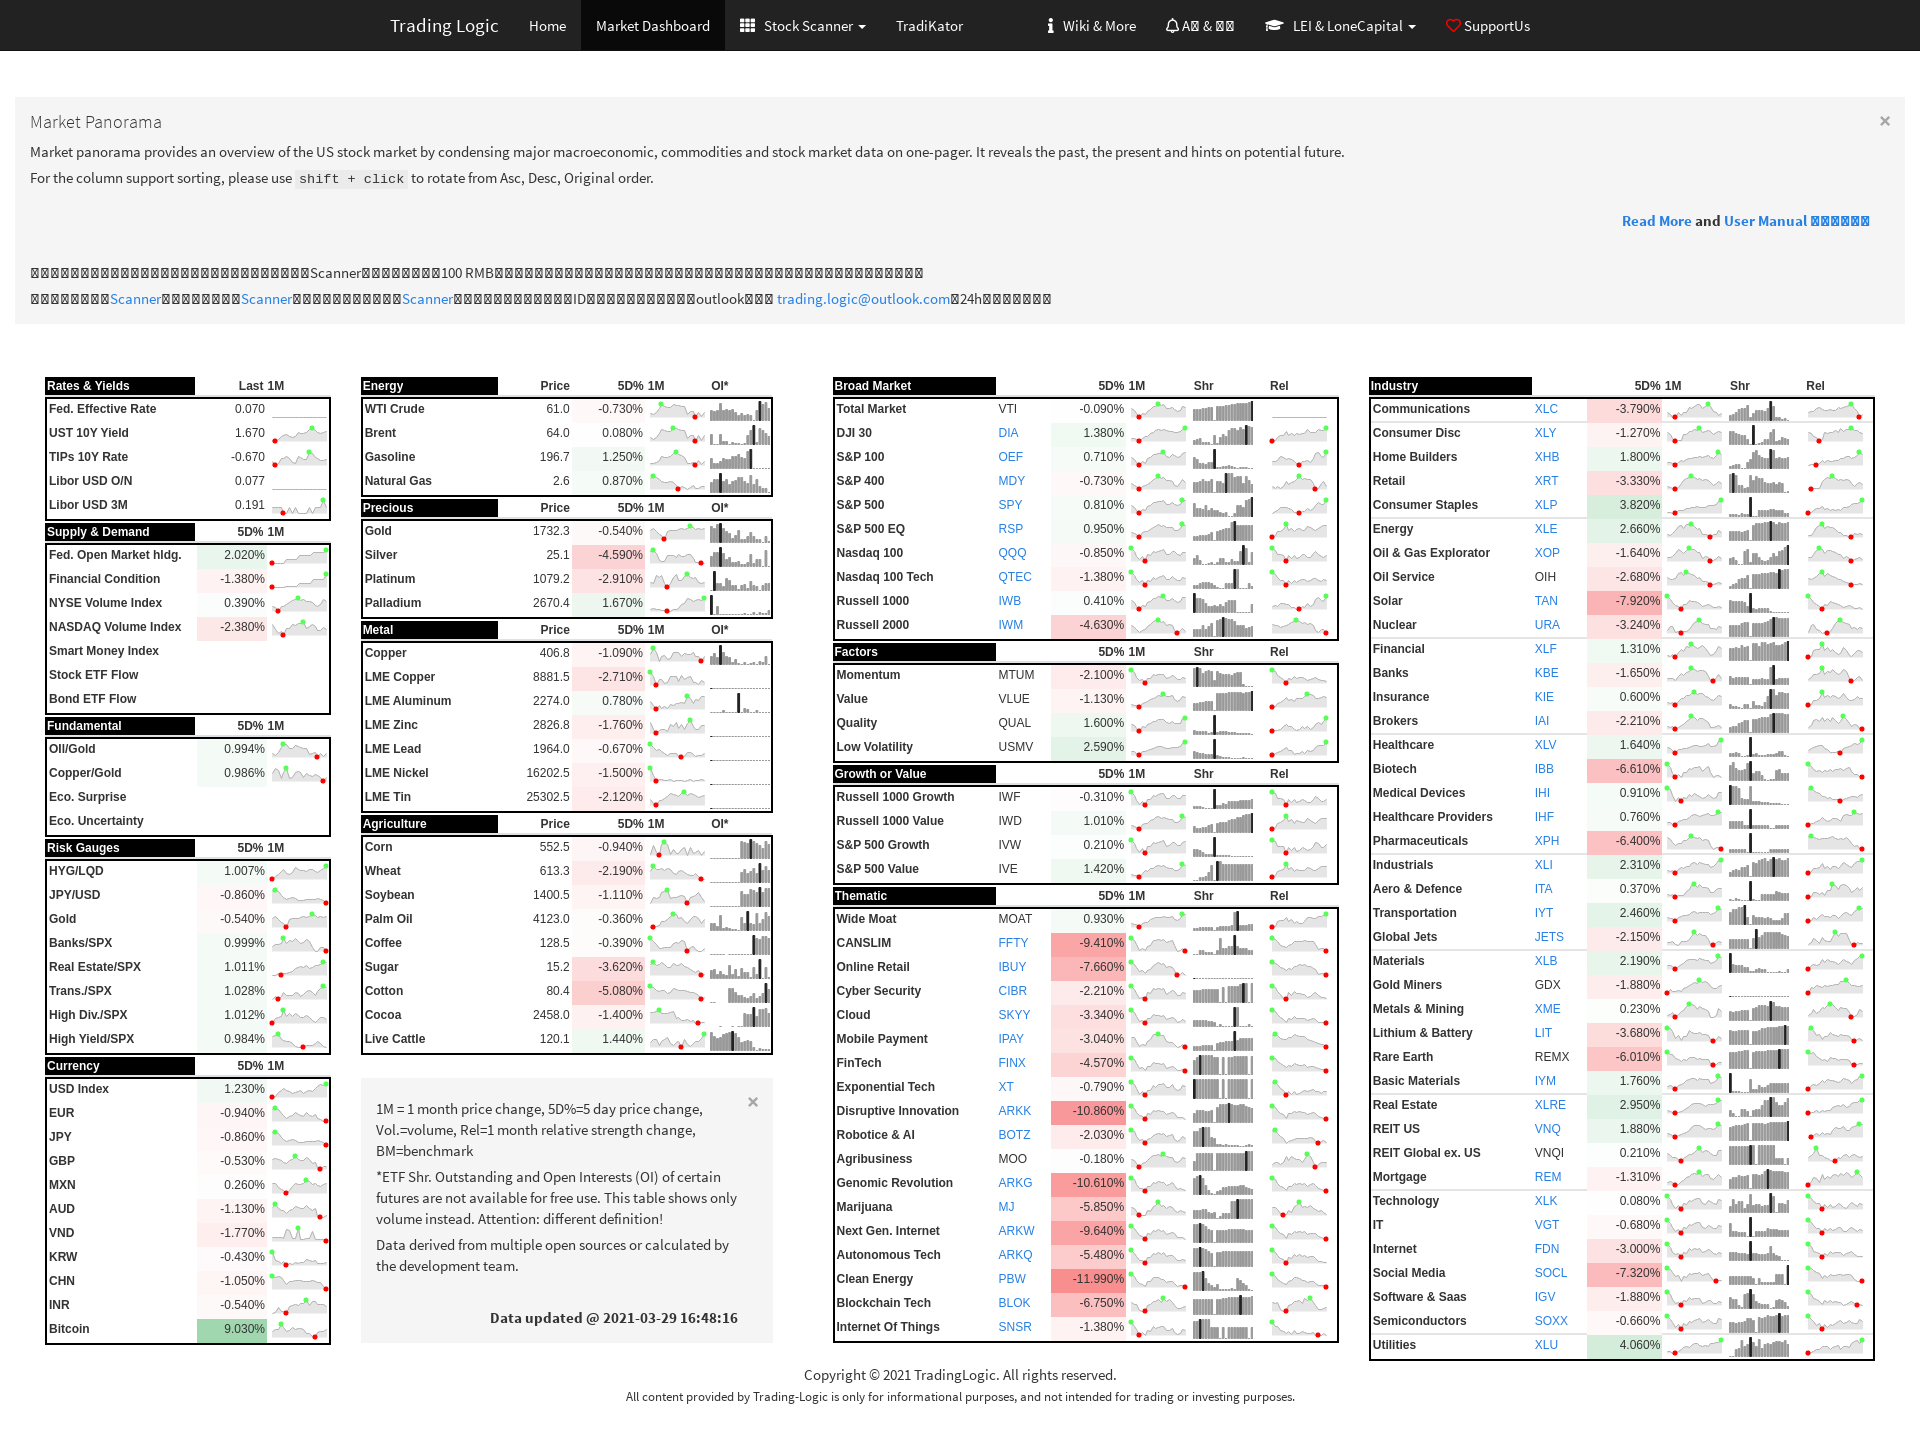 Trading Logic Home Market Dashboard Stock Scanner TradiKator Wiki & More A & LEI & LoneCapital SupportUs
Market Panorama ×
Market panorama provides an overview of the US stock market by condensing major macroeconomic, commodities and stock market data on one-pager. It reveals the past, the present and hints on potential future.
For the column support sorting, please use shift + click to rotate from Asc, Desc, Original order.
Read More and User Manual
Scanner 100 RMB
Scanner Scanner Scanner ID outlook trading.logic@outlook.com 24h
Rates & Yields Last 1M
Fed. Effective Rate 0.070
UST 10Y Yield 1.670
TIPs 10Y Rate -0.670
Libor USD O/N 0.077
Libor USD 3M 0.191
Supply & Demand 5D% 1M
Fed. Open Market hldg. 2.020%
Financial Condition -1.380%
NYSE Volume Index 0.390%
NASDAQ Volume Index -2.380%
Smart Money Index
Stock ETF Flow
Bond ETF Flow
Fundamental 5D% 1M
OIl/Gold 0.994%
Copper/Gold 0.986%
Eco. Surprise
Eco. Uncertainty
Risk Gauges 5D% 1M
HYG/LQD 1.007%
JPY/USD -0.860%
Gold -0.540%
Banks/SPX 0.999%
Real Estate/SPX 1.011%
Trans./SPX 1.028%
High Div./SPX 1.012%
High Yield/SPX 0.984%
Currency 5D% 1M
USD Index 1.230%
EUR -0.940%
JPY -0.860%
GBP -0.530%
MXN 0.260%
AUD -1.130%
VND -1.770%
KRW -0.430%
CHN -1.050%
INR -0.540%
Bitcoin 9.030%
Energy Price 5D% 1M OI*
WTI Crude 61.0 -0.730%
Brent 64.0 0.080%
Gasoline 196.7 1.250%
Natural Gas 2.6 0.870%
Precious Price 5D% 1M OI*
Gold 1732.3 -0.540%
Silver 25.1 -4.590%
Platinum 1079.2 -2.910%
Palladium 2670.4 1.670%
Metal Price 5D% 1M OI*
Copper 406.8 -1.090%
LME Copper 8881.5 -2.710%
LME Aluminum 2274.0 0.780%
LME Zinc 2826.8 -1.760%
LME Lead 1964.0 -0.670%
LME Nickel 16202.5 -1.500%
LME Tin 25302.5 -2.120%
Agriculture Price 5D% 1M OI*
Corn 552.5 -0.940%
Wheat 613.3 -2.190%
Soybean 1400.5 -1.110%
Palm Oil 4123.0 -0.360%
Coffee 128.5 -0.390%
Sugar 15.2 -3.620%
Cotton 80.4 -5.080%
Cocoa 2458.0 -1.400%
Live Cattle 120.1 1.440%
×
1M = 1 month price change, 5D%=5 day price change,
Vol.=volume, Rel=1 month relative strength change,
BM=benchmark
*ETF Shr. Outstanding and Open Interests (OI) of certain
futures are not available for free use. This table shows only
volume instead. Attention: different definition!
Data derived from multiple open sources or calculated by
the development team.
Data updated @ 2021-03-29 16:48:16
Broad Market 5D% 1M Shr Rel
Total Market VTI -0.090%
DJI 30 DIA 1.380%
S&P 100 OEF 0.710%
S&P 400 MDY -0.730%
S&P 500 SPY 0.810%
S&P 500 EQ RSP 0.950%
Nasdaq 100 QQQ -0.850%
Nasdaq 100 Tech QTEC -1.380%
Russell 1000 IWB 0.410%
Russell 2000 IWM -4.630%
Factors 5D% 1M Shr Rel
Momentum MTUM -2.100%
Value VLUE -1.130%
Quality QUAL 1.600%
Low Volatility USMV 2.590%
Growth or Value 5D% 1M Shr Rel
Russell 1000 Growth IWF -0.310%
Russell 1000 Value IWD 1.010%
S&P 500 Growth IVW 0.210%
S&P 500 Value IVE 1.420%
Thematic 5D% 1M Shr Rel
Wide Moat MOAT 0.930%
CANSLIM FFTY -9.410%
Online Retail IBUY -7.660%
Cyber Security CIBR -2.210%
Cloud SKYY -3.340%
Mobile Payment IPAY -3.040%
FinTech FINX -4.570%
Exponential Tech XT -0.790%
Disruptive Innovation ARKK -10.860%
Robotice & AI BOTZ -2.030%
Agribusiness MOO -0.180%
Genomic Revolution ARKG -10.610%
Marijuana MJ -5.850%
Next Gen. Internet ARKW -9.640%
Autonomous Tech ARKQ -5.480%
Clean Energy PBW -11.990%
Blockchain Tech BLOK -6.750%
Internet Of Things SNSR -1.380%
Industry 5D% 1M Shr Rel
Communications XLC -3.790%
Consumer Disc XLY -1.270%
Home Builders XHB 1.800%
Retail XRT -3.330%
Consumer Staples XLP 3.820%
Energy XLE 2.660%
Oil & Gas Explorator XOP -1.640%
Oil Service OIH -2.680%
Solar TAN -7.920%
Nuclear URA -3.240%
Financial XLF 1.310%
Banks KBE -1.650%
Insurance KIE 0.600%
Brokers IAI -2.210%
Healthcare XLV 1.640%
Biotech IBB -6.610%
Medical Devices IHI 0.910%
Healthcare Providers IHF 0.760%
Pharmaceuticals XPH -6.400%
Industrials XLI 2.310%
Aero & Defence ITA 0.370%
Transportation IYT 2.460%
Global Jets JETS -2.150%
Materials XLB 2.190%
Gold Miners GDX -1.880%
Metals & Mining XME 0.230%
Lithium & Battery LIT -3.680%
Rare Earth REMX -6.010%
Basic Materials IYM 1.760%
Real Estate XLRE 2.950%
REIT US VNQ 1.880%
REIT Global ex. US VNQI 0.210%
Mortgage REM -1.310%
Technology XLK 0.080%
IT VGT -0.680%
Internet FDN -3.000%
Social Media SOCL -7.320%
Software & Saas IGV -1.880%
Semiconductors SOXX -0.660%
Utilities XLU 4.060%
Copyright © 2021 TradingLogic. All rights reserved.
All content provided by Trading-Logic is only for informational purposes, and not intended for trading or investing purposes.